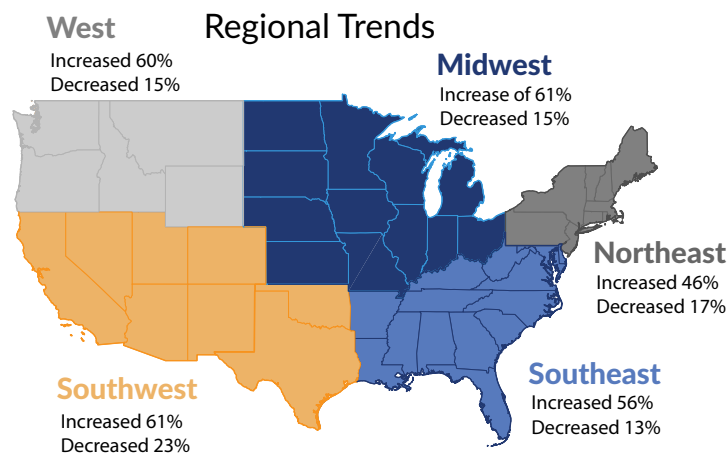 Regional Trends
West
Increased 60%
Decreased 15%
Midwest
Increase of 61%
Decreased 15%
Northeast
Increased 46%
Decreased 17%
Southwest
Increased 61%
Decreased 23%
Southeast
Increased 56%
Decreased 13%